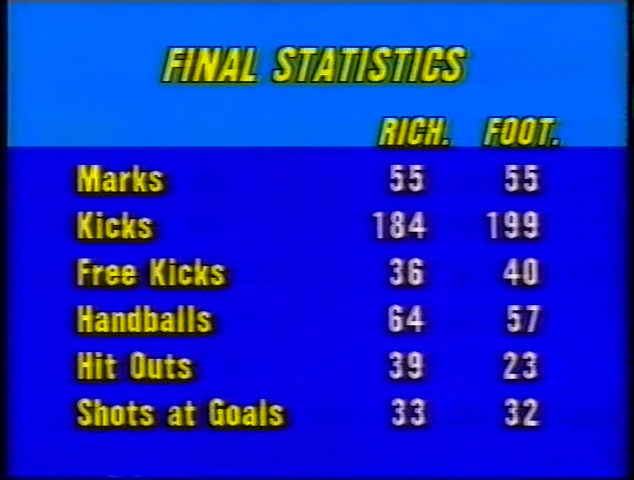 FINAL STATISTICS
RICH. FOOT.
Marks 55 55
Kicks 184 199
Free Kicks 36 40
Handballs 64 57
Hit Outs 39 23
Shots at Goals 33 32